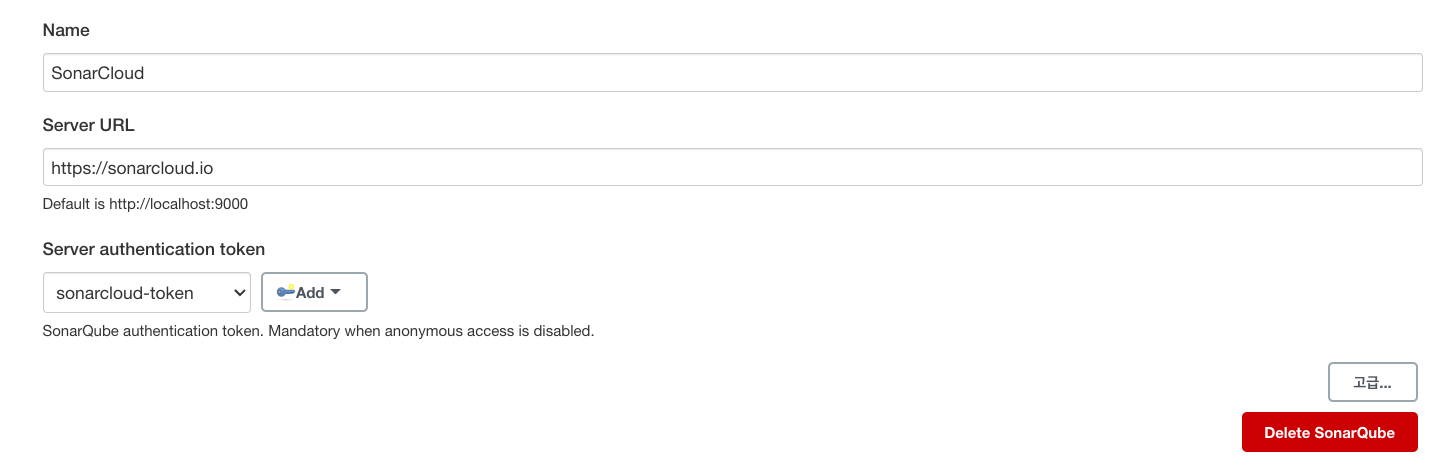 Name
SonarCloud
Server URL
https://sonarcloud.io
Default is http://localhost:9000
Server authentication token
sonarcloud-token Add
SonarQube authentication token. Mandatory when anonymous access is disabled.
고급...
Delete SonarQube